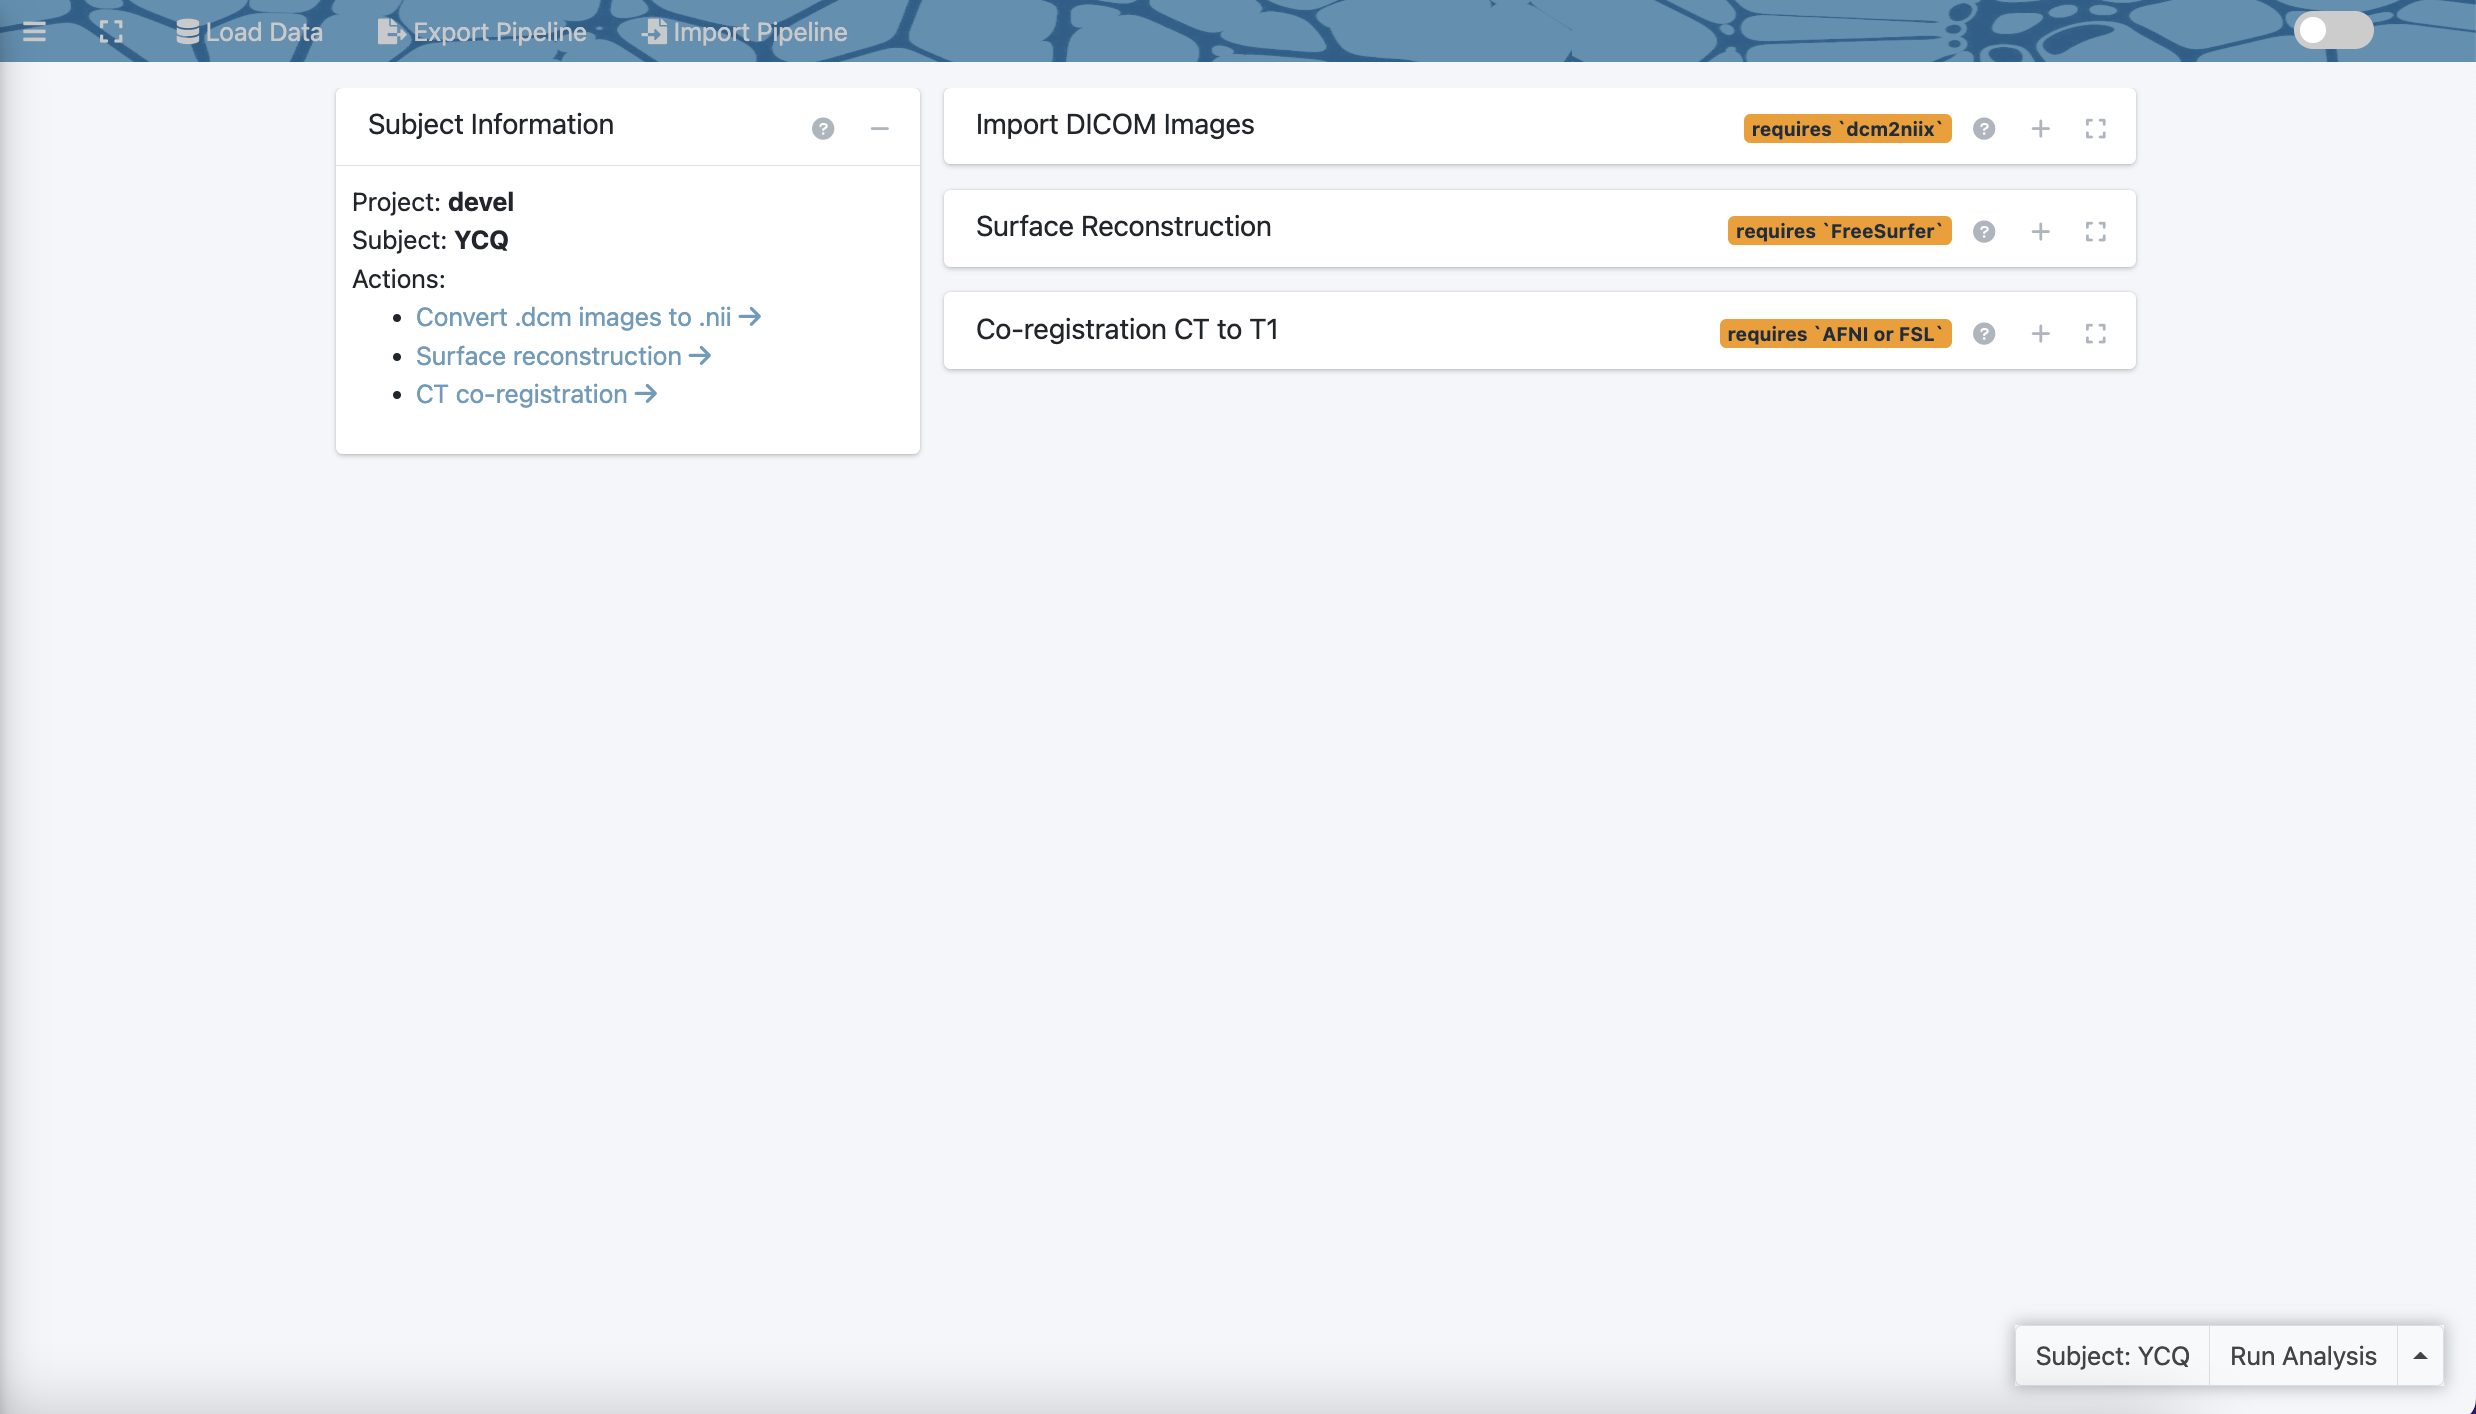 Load Data Export Pipeline Import Pipeline
Subject Information
Project: devel
Subject: YCQ
Actions:
Convert .dcm images to .nii
Surface reconstruction
CT co-registration
Import DICOM Images requires `dcm2niix`
Surface Reconstruction requires `FreeSurfer`
Co-registration CT to T1 requires `AFNI or FSL`
Subject: YCQ Run Analysis